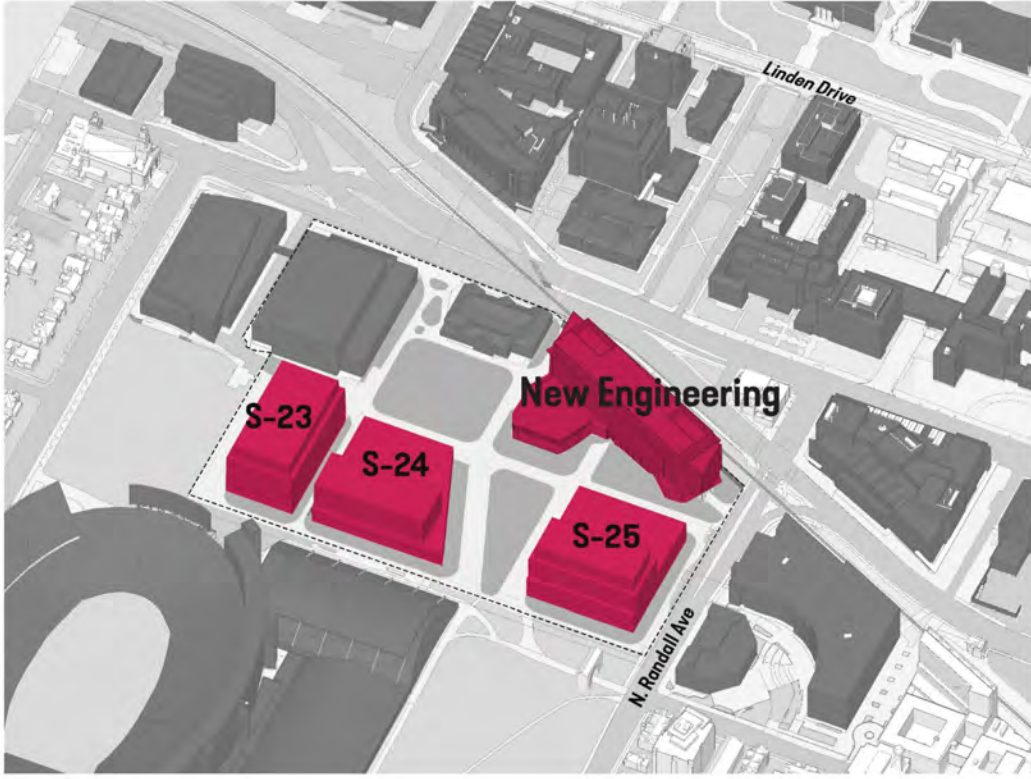 Linden Drive
New Engineering
S-23
S-24
S-25
N. Randall Ave